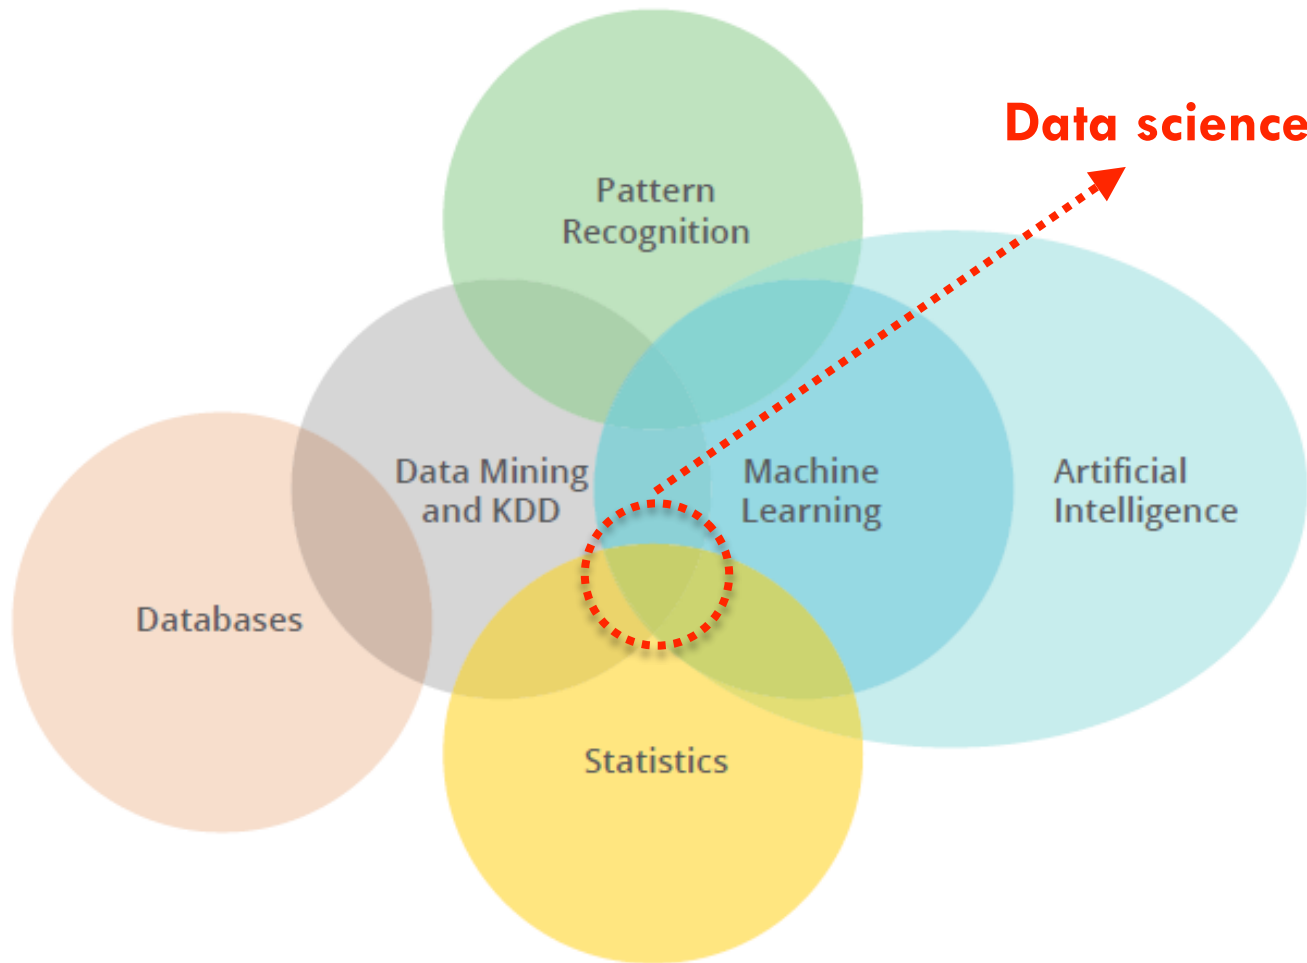 Data science
Pattern
Recognition
Data Mining
and KDD
Machine
Learning
Artificial
Intelligence
Databases
Statistics